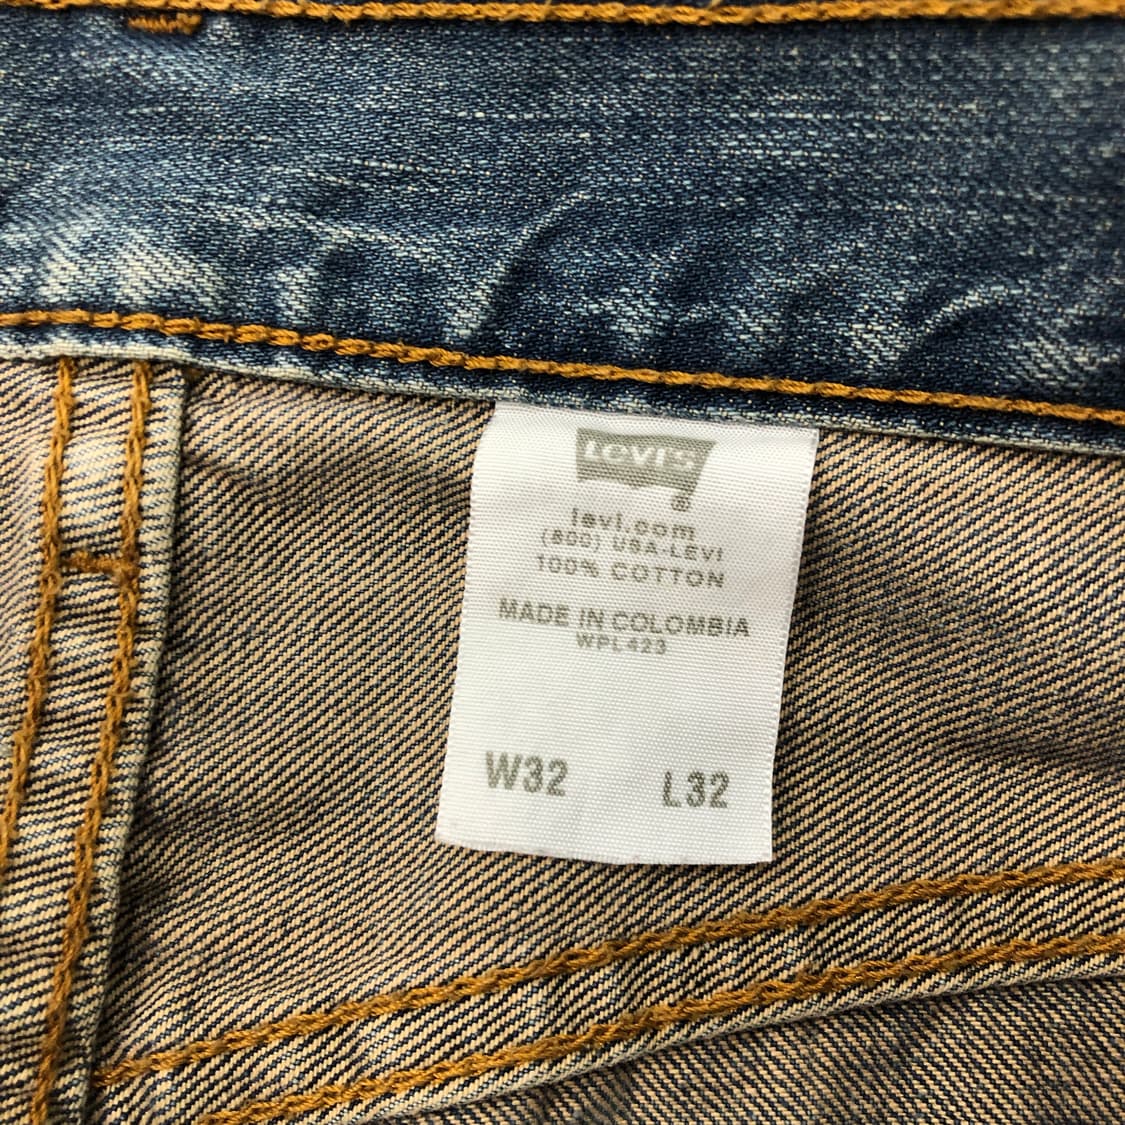 Levi's
®
levi.com
(800) USA-LEVI
100% COTTON
MADE IN COLOMBIA
WPL423
W32 L32